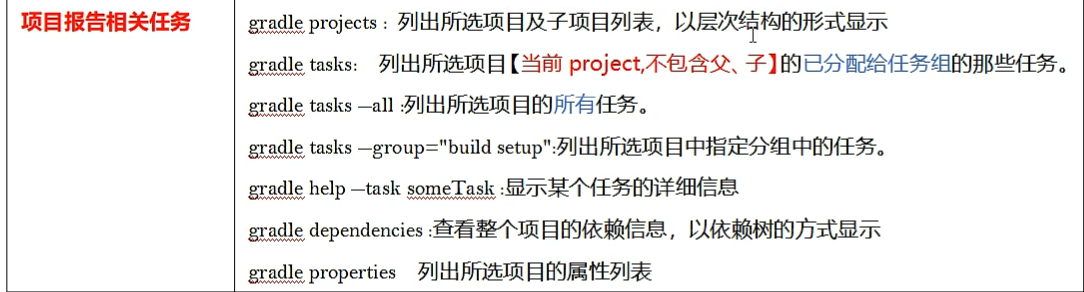 项目报告相关任务
gradle projects : 列出所选项目及子项目列表，以层次结构的形式显示
gradle tasks: 列出所选项目【当前 project,不包含父、子】的已分配给任务组的那些任务。
gradle tasks —all :列出所选项目的所有任务。
gradle tasks —group="build setup":列出所选项目中指定分组中的任务。
gradle help —task someTask :显示某个任务的详细信息
gradle dependencies :查看整个项目的依赖信息，以依赖树的方式显示
gradle properties 列出所选项目的属性列表